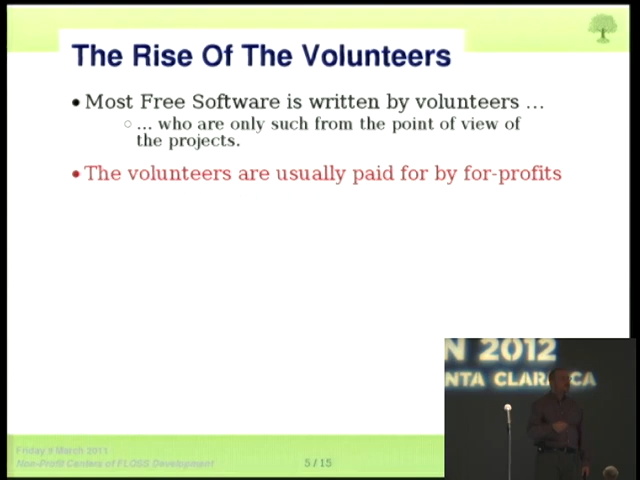 The Rise Of The Volunteers
• Most Free Software is written by volunteers ...
○ ... who are only such from the point of view of
the projects.
• The volunteers are usually paid for by for-profits
N 2012
NTA CLARA, CA
Friday 9 March 2011
Non-Profit Centers of FLOSS Development
5 / 15